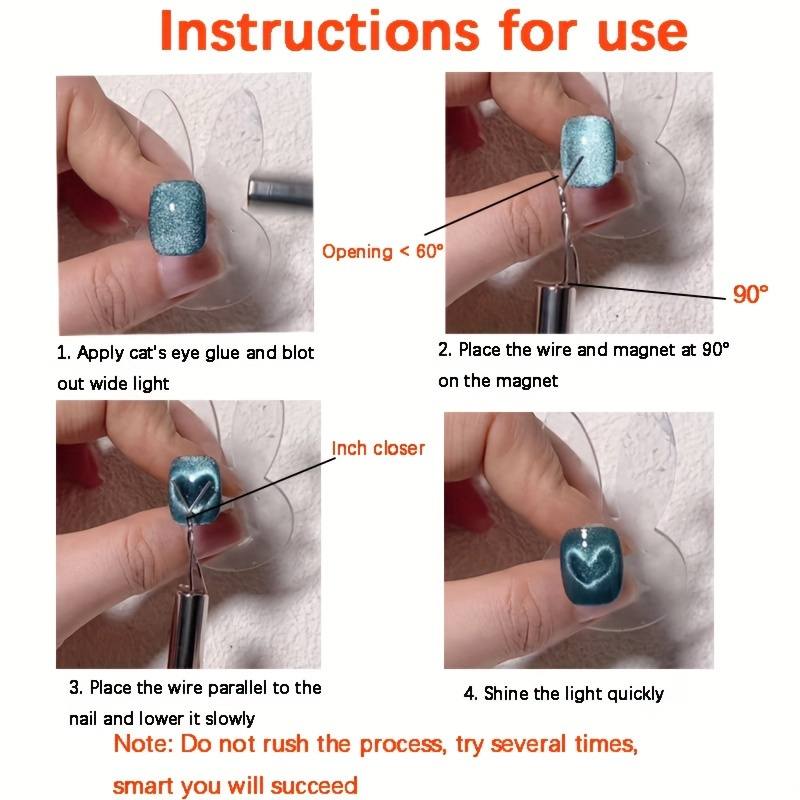 Instructions for use
Opening < 60°
90°
1. Apply cat's eye glue and blot
out wide light
2. Place the wire and magnet at 90°
on the magnet
Inch closer
3. Place the wire parallel to the
nail and lower it slowly
4. Shine the light quickly
Note: Do not rush the process, try several times,
smart you will succeed